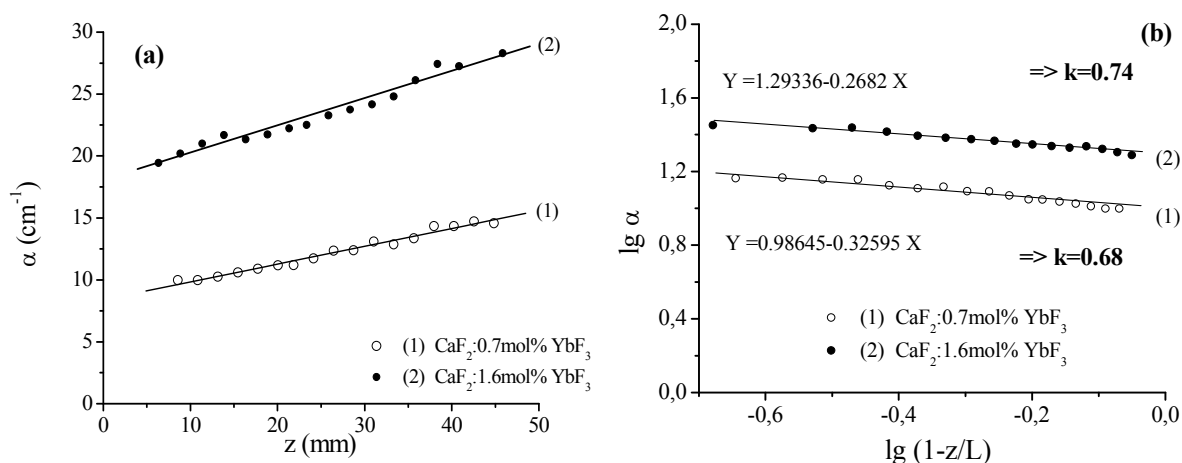 (a)
(2)
(1)
30
25
20
15
10
5
0
α (cm⁻¹)
0 10 20 30 40 50
z (mm)
(1) CaF₂:0.7mol% YbF₃
(2) CaF₂:1.6mol% YbF₃
(b)
=> k=0.74
Y =1.29336-0.2682 X
(2)
(1)
Y =0.98645-0.32595 X
=> k=0.68
(1) CaF₂:0.7mol% YbF₃
(2) CaF₂:1.6mol% YbF₃
2,0
1,6
1,2
0,8
0,4
0,0
lg α
-0,6 -0,4 -0,2 0,0
lg (1-z/L)